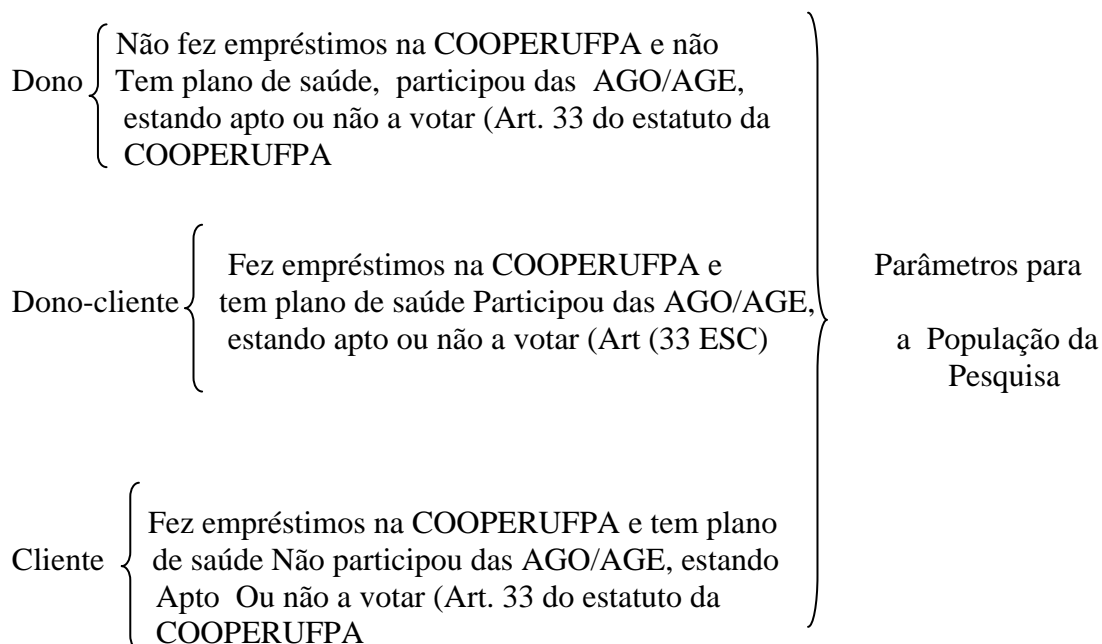 Não fez empréstimos na COOPERUFPA e não
Dono Tem plano de saúde, participou das AGO/AGE,
estando apto ou não a votar (Art. 33 do estatuto da
COOPERUFPA
Fez empréstimos na COOPERUFPA e
Dono-cliente tem plano de saúde Participou das AGO/AGE,
estando apto ou não a votar (Art (33 ESC)
Parâmetros para
a População da
Pesquisa
Fez empréstimos na COOPERUFPA e tem plano
Cliente de saúde Não participou das AGO/AGE, estando
Apto Ou não a votar (Art. 33 do estatuto da
COOPERUFPA